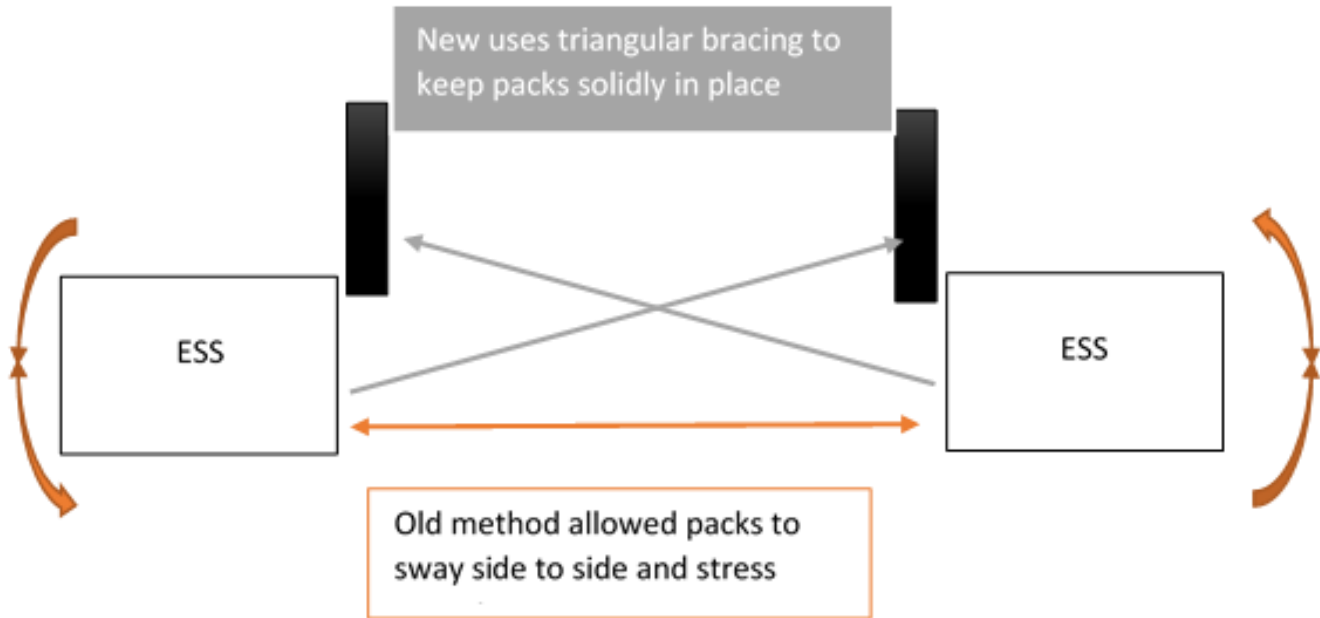 New uses triangular bracing to
keep packs solidly in place
ESS
ESS
Old method allowed packs to
sway side to side and stress